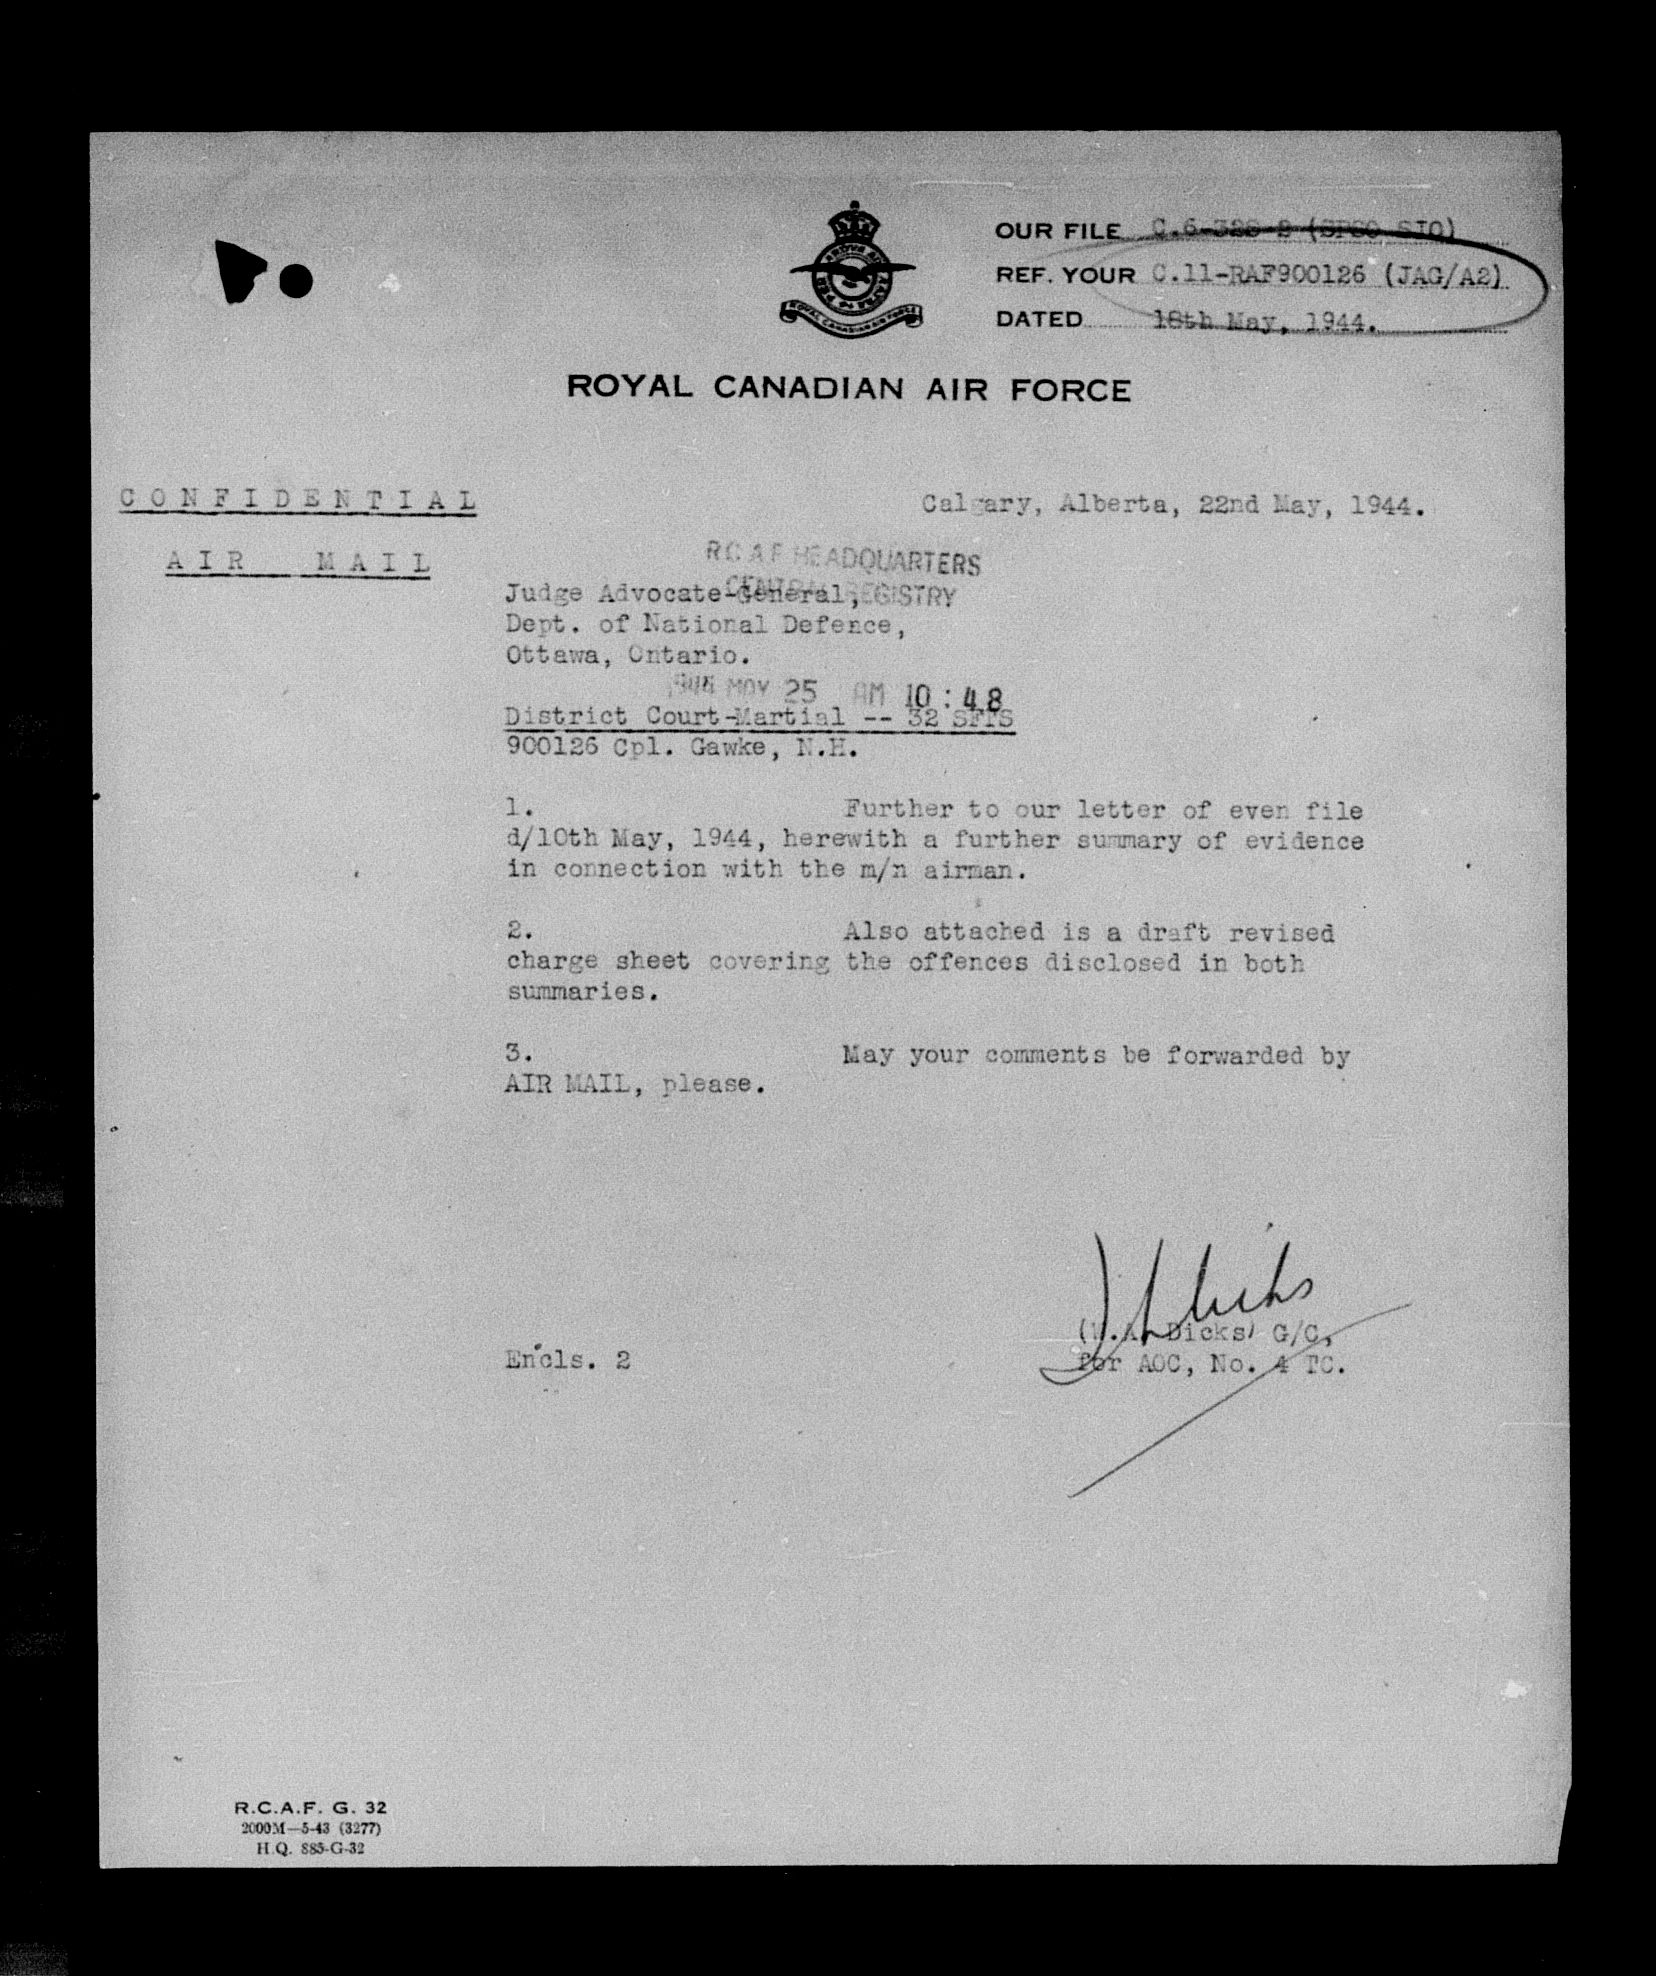 OUR FILE C.6-32S-2 (SPSO SIO)
REF. YOUR C.11-RAF900126 (JAG/A2)
DATED 18th May, 1944.
ROYAL CANADIAN AIR FORCE
CONFIDENTIAL
Calgary, Alberta, 22nd May, 1944.
AIR MAIL
R C A F HEADQUARTERS
CENTRAL REGISTRY
Judge Advocate-General,
Dept. of National Defence,
Ottawa, Ontario.
1944 MAY 25 AM 10:48
District Court-Martial -- 32 SFTS
900126 Cpl. Gawke, N.H.
1. Further to our letter of even file
d/10th May, 1944, herewith a further summary of evidence
in connection with the m/n airman.
2. Also attached is a draft revised
charge sheet covering the offences disclosed in both
summaries.
3. May your comments be forwarded by
AIR MAIL, please.
Dicks) G/C,
Encls. 2
for AOC, No. 4 TC.
R.C.A.F. G. 32
2000M—5-43 (3277)
H.Q. 885-G-32